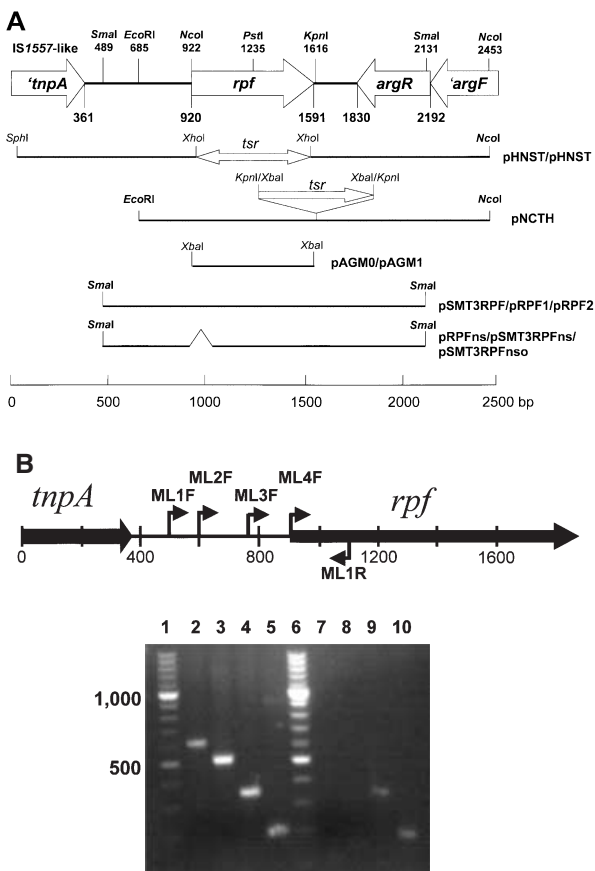 A
IS1557-like
SmaI EcoRI NcoI PstI KpnI SmaI NcoI
489 685 922 1235 1616 2131 2453
'tnpA rpf argR 'argF
361 920 1591 1830 2192
SphI XhoI tsr XhoI NcoI
pHNST/pHNST
KpnI/XbaI tsr XbaI/KpnI
EcoRI NcoI
pNCTH
XbaI XbaI
pAGM0/pAGM1
SmaI SmaI
pSMT3RPF/pRPF1/pRPF2
SmaI SmaI
pRPFns/pSMT3RPFns/
pSMT3RPFnso
0 500 1000 1500 2000 2500 bp
B
tnpA ML1F ML2F ML3F ML4F rpf
0 400 800 1200 1600
ML1R
1 2 3 4 5 6 7 8 9 10
1,000
500